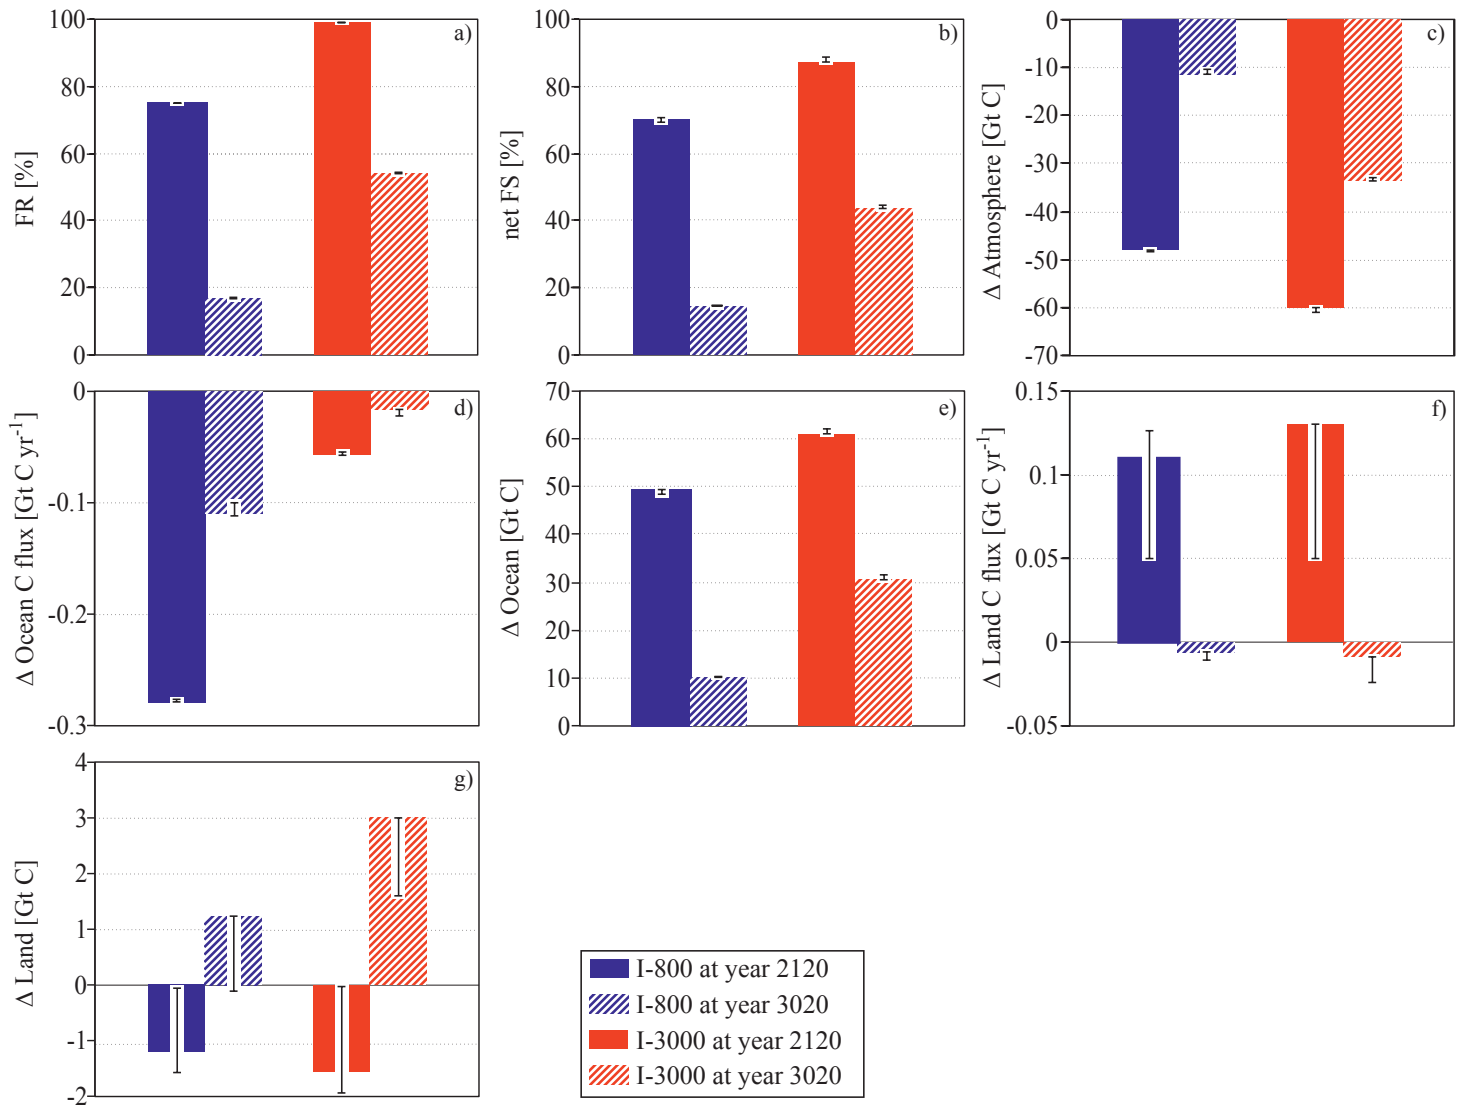 a)
FR [%]
100
80
60
40
20
0
b)
net FS [%]
100
80
60
40
20
0
c)
Δ Atmosphere [Gt C]
0
-10
-20
-30
-40
-50
-60
-70
d)
Δ Ocean C flux [Gt C yr-1]
0
-0.1
-0.2
-0.3
e)
Δ Ocean [Gt C]
70
60
50
40
30
20
10
0
f)
Δ Land C flux [Gt C yr-1]
0.15
0.1
0.05
0
-0.05
g)
Δ Land [Gt C]
4
3
2
1
0
-1
-2
I-800 at year 2120
I-800 at year 3020
I-3000 at year 2120
I-3000 at year 3020